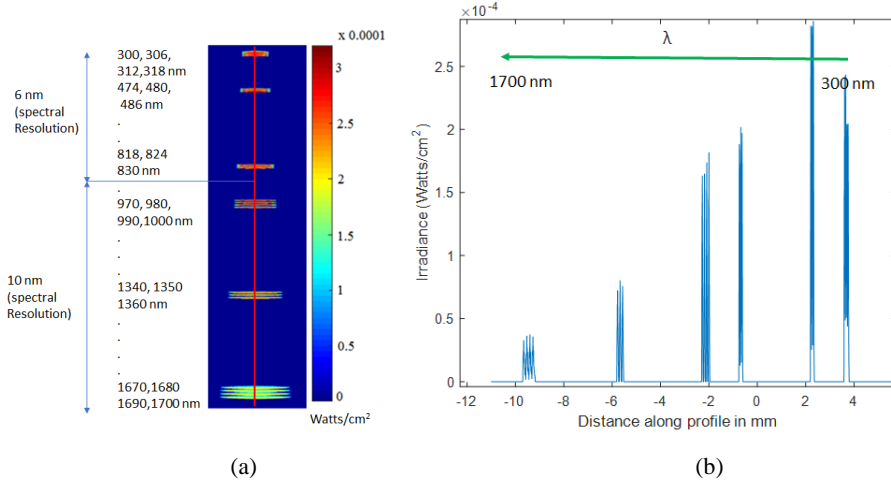 x 0.0001
300, 306,
312,318 nm
474, 480,
486 nm
.
.
818, 824
830 nm
.
970, 980,
990,1000 nm
.
.
.
1340, 1350
1360 nm
.
.
.
.
1670,1680
1690,1700 nm
6 nm
(spectral
Resolution)
10 nm
(spectral
Resolution)
3
2.5
2
1.5
1
0.5
0
Watts/cm²
(a)
×10⁻⁴
2.5
2
1.5
1
0.5
0
Irradiance (Watts/cm²)
λ
1700 nm
300 nm
-12 -10 -8 -6 -4 -2 0 2 4
Distance along profile in mm
(b)